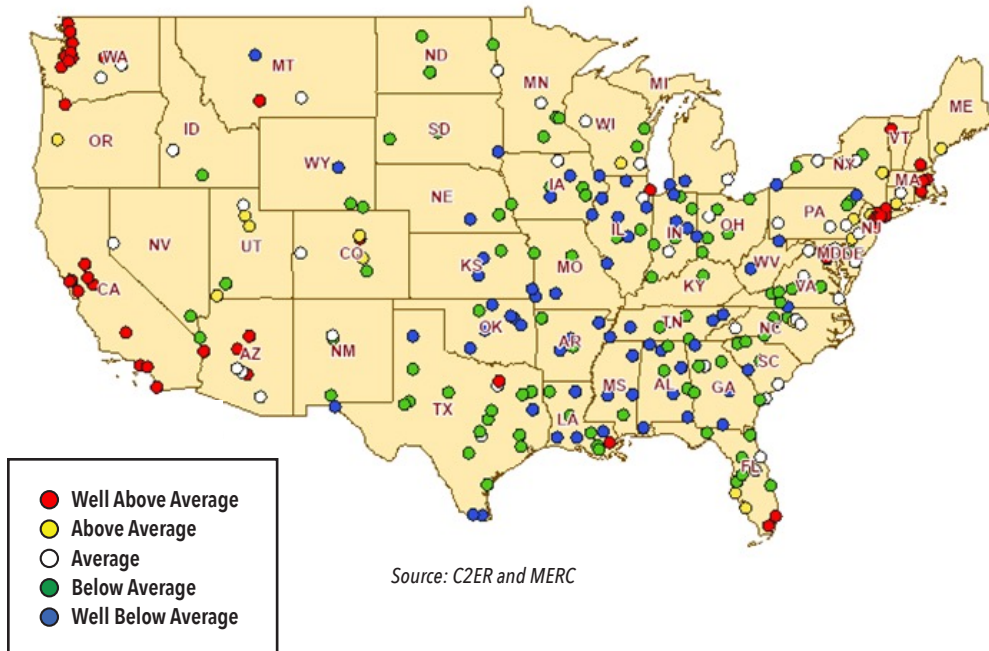 WA
MT
ND
MN
MI
ME
OR
ID
SD
WI
VT
NY
MA
WY
IA
NE
PA
NJ
NV
UT
CO
IL
IN
OH
MD
DE
CA
KS
MO
WV
VA
KY
AZ
NM
OK
AR
TN
NC
SC
TX
LA
MS
AL
GA
FL
Well Above Average
Above Average
Average
Below Average
Well Below Average
Source: C2ER and MERC